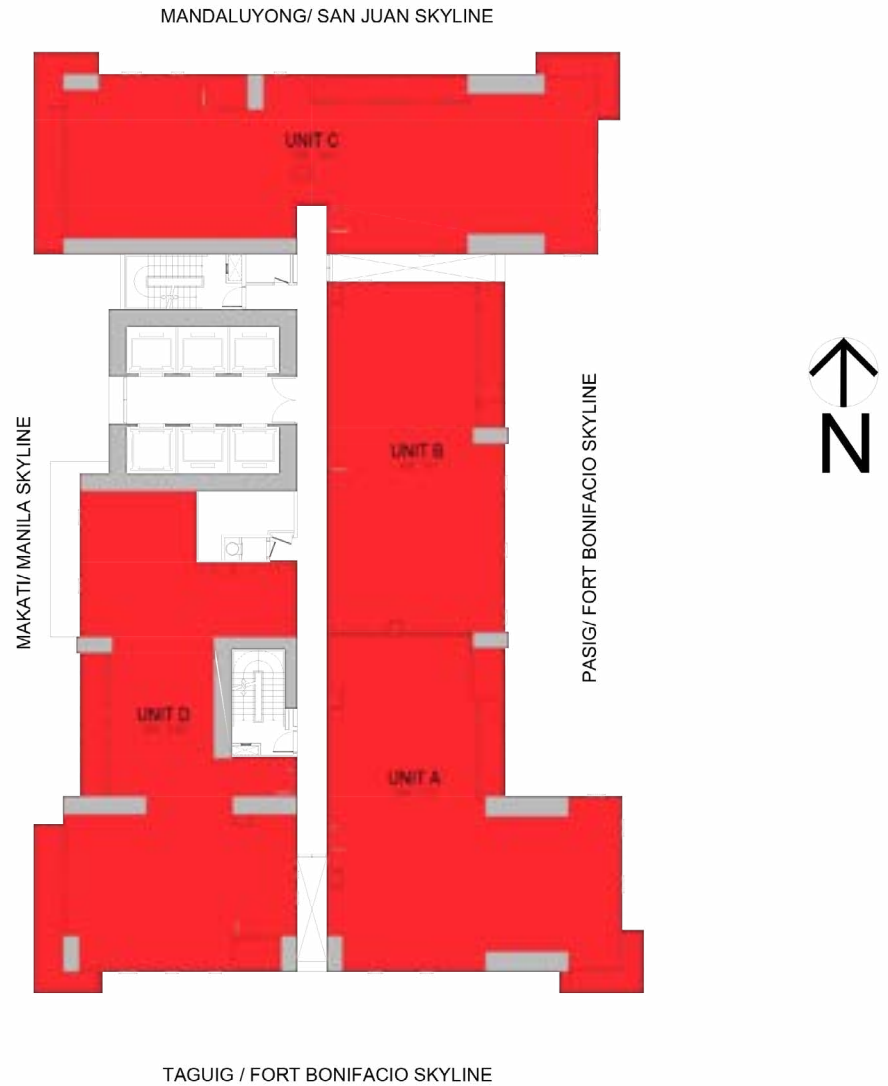 MANDALUYONG/ SAN JUAN SKYLINE
UNIT C
UNIT B
MAKATI/ MANILA SKYLINE
PASIG/ FORT BONIFACIO SKYLINE
N
UNIT D
UNIT A
TAGUIG / FORT BONIFACIO SKYLINE